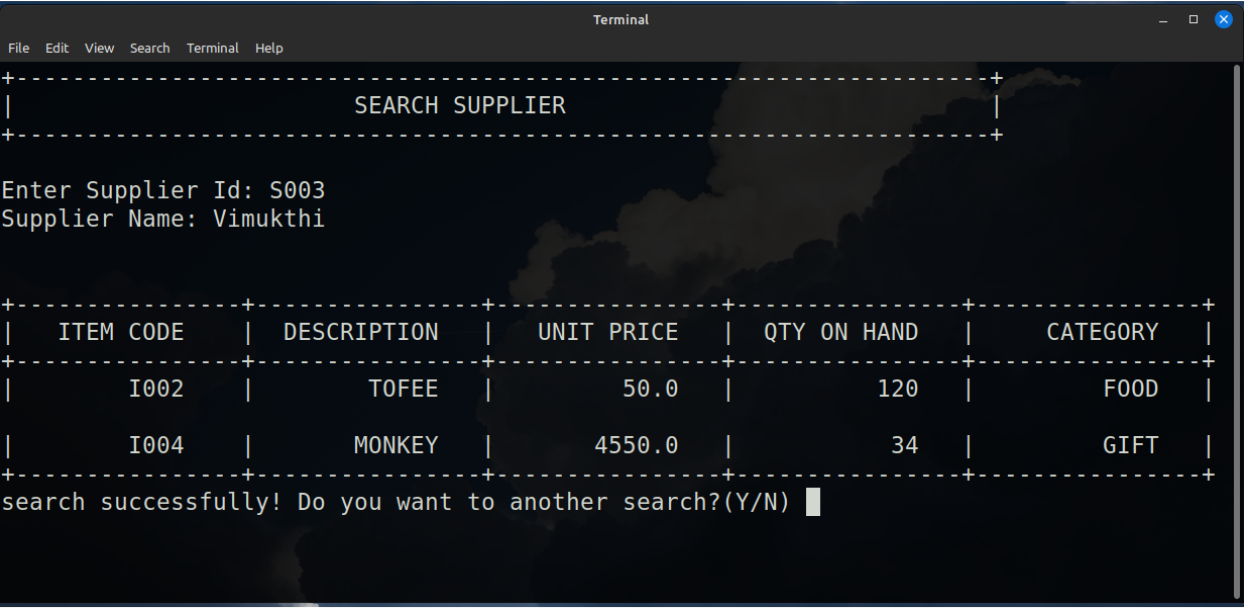 Terminal
File Edit View Search Terminal Help
+---------------------------------------------------------------------+
| SEARCH SUPPLIER |
+---------------------------------------------------------------------+
Enter Supplier Id: S003
Supplier Name: Vimukthi
+----------------+----------------+----------------+----------------+----------------+
| ITEM CODE | DESCRIPTION | UNIT PRICE | QTY ON HAND | CATEGORY |
+----------------+----------------+----------------+----------------+----------------+
| I002 | TOFEE | 50.0 | 120 | FOOD |
| I004 | MONKEY | 4550.0 | 34 | GIFT |
+----------------+----------------+----------------+----------------+----------------+
search successfully! Do you want to another search?(Y/N)